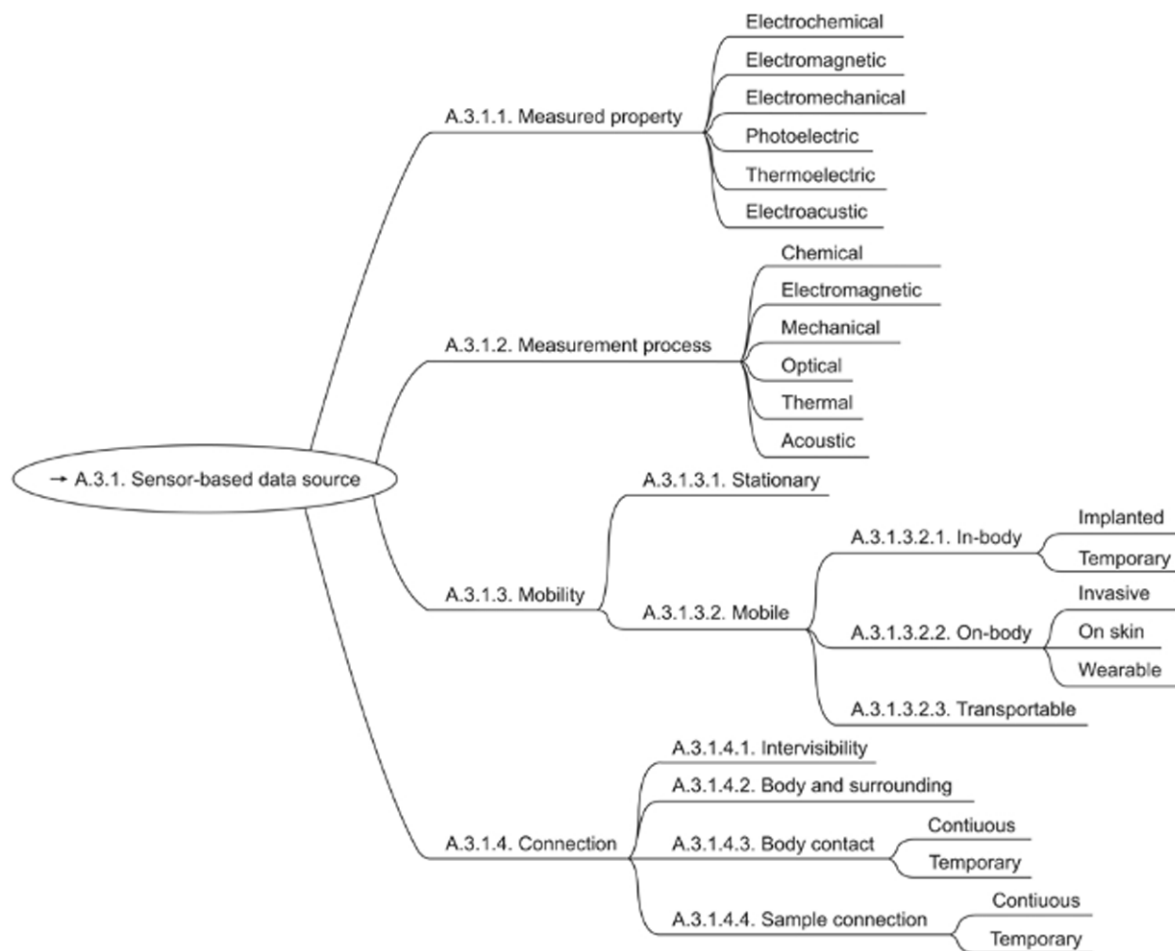 Electrochemical
Electromagnetic
Electromechanical
A.3.1.1. Measured property
Photoelectric
Thermoelectric
Electroacustic
Chemical
Electromagnetic
Mechanical
A.3.1.2. Measurement process
Optical
Thermal
Acoustic
→ A.3.1. Sensor-based data source
A.3.1.3.1. Stationary
Implanted
A.3.1.3.2.1. In-body
Temporary
Invasive
A.3.1.3. Mobility
A.3.1.3.2. Mobile
A.3.1.3.2.2. On-body
On skin
Wearable
A.3.1.3.2.3. Transportable
A.3.1.4.1. Intervisibility
A.3.1.4.2. Body and surrounding
Contiuous
A.3.1.4. Connection
A.3.1.4.3. Body contact
Temporary
Contiuous
A.3.1.4.4. Sample connection
Temporary